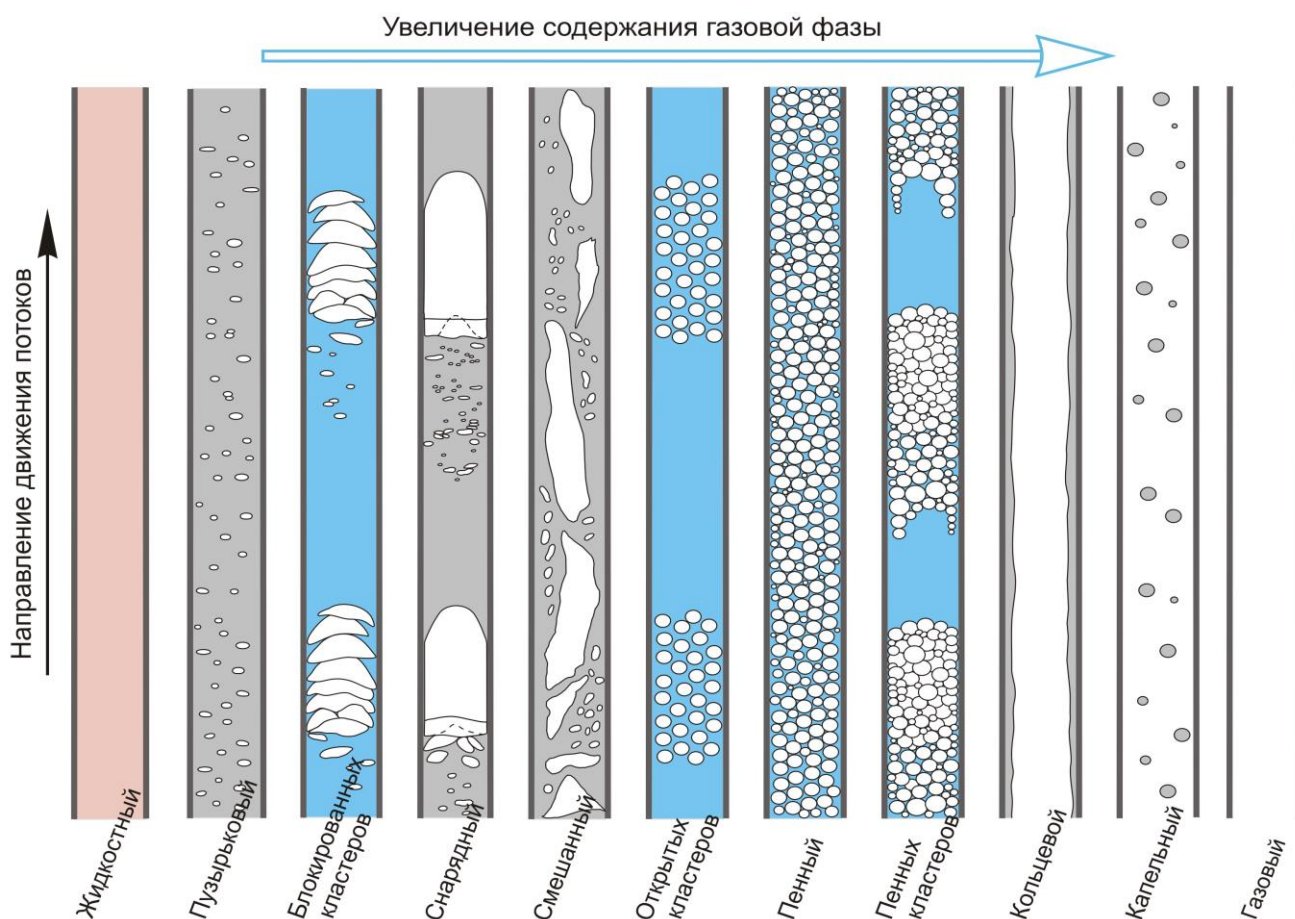 Увеличение содержания газовой фазы
Направление движения потоков
Жидкостный
Пузырьковый
Блокированных
кластеров
Снарядный
Смешанный
Открытых
кластеров
Пенный
Пенных
кластеров
Кольцевой
Капельный
Газовый